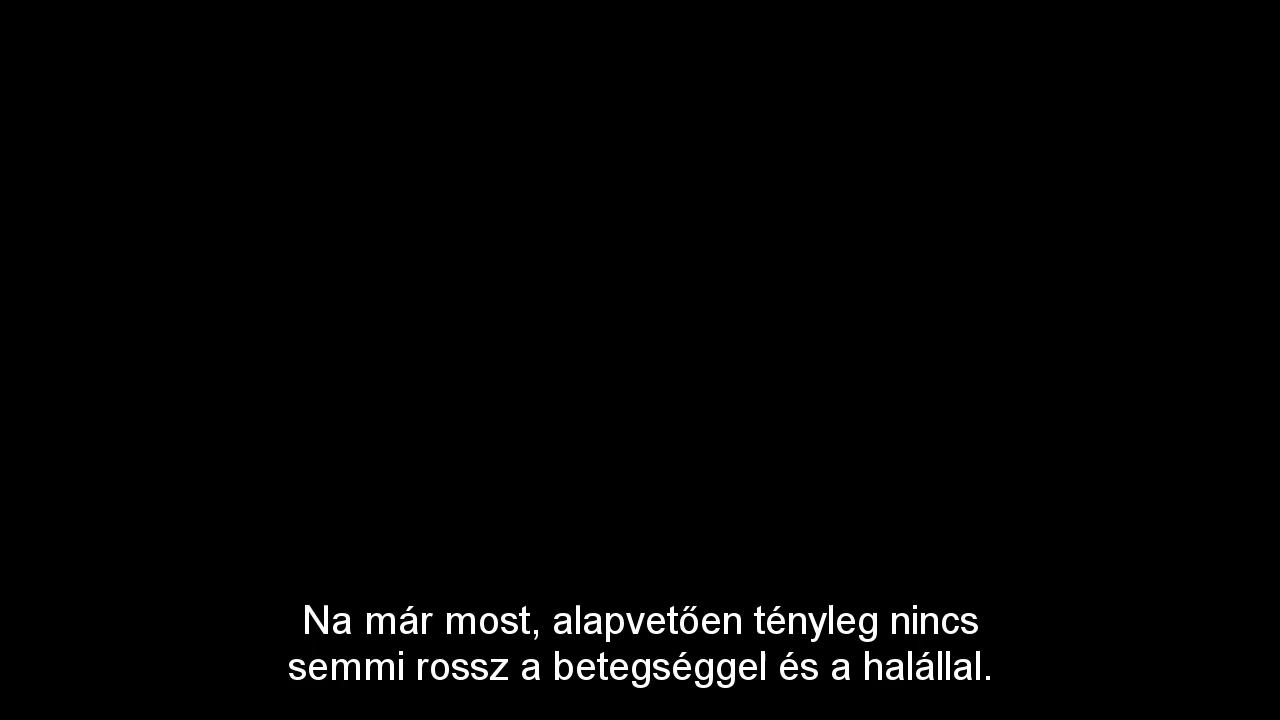 Na már most, alapvetően tényleg nincs
semmi rossz a betegséggel és a halállal.